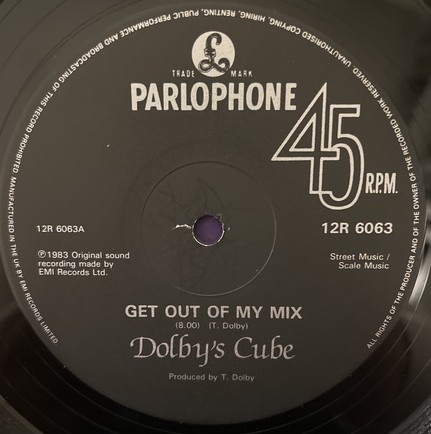 £
TRADE MARK
PARLOPHONE
45 R.P.M.
12R 6063A
12R 6063
℗1983 Original sound
recording made by
EMI Records Ltd.
Street Music /
Scale Music
GET OUT OF MY MIX
(8.00) (T. Dolby)
Dolby's Cube
Produced by T. Dolby
ALL RIGHTS OF THE PRODUCER AND OF THE OWNER OF THE RECORDED WORK RESERVED. UNAUTHORISED COPYING, HIRING, RENTING, PUBLIC PERFORMANCE AND BROADCASTING OF THIS RECORD PROHIBITED. MANUFACTURED IN THE UK BY EMI RECORDS LIMITED